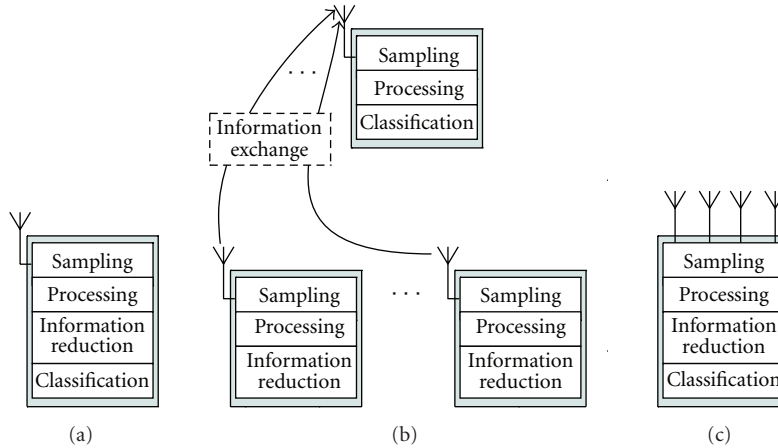 Sampling
Processing
Information
reduction
Classification
(a)
. . .
Sampling
Processing
Classification
Information
exchange
Sampling
Processing
Information
reduction
. . .
Sampling
Processing
Information
reduction
(b)
Sampling
Processing
Information
reduction
Classification
(c)